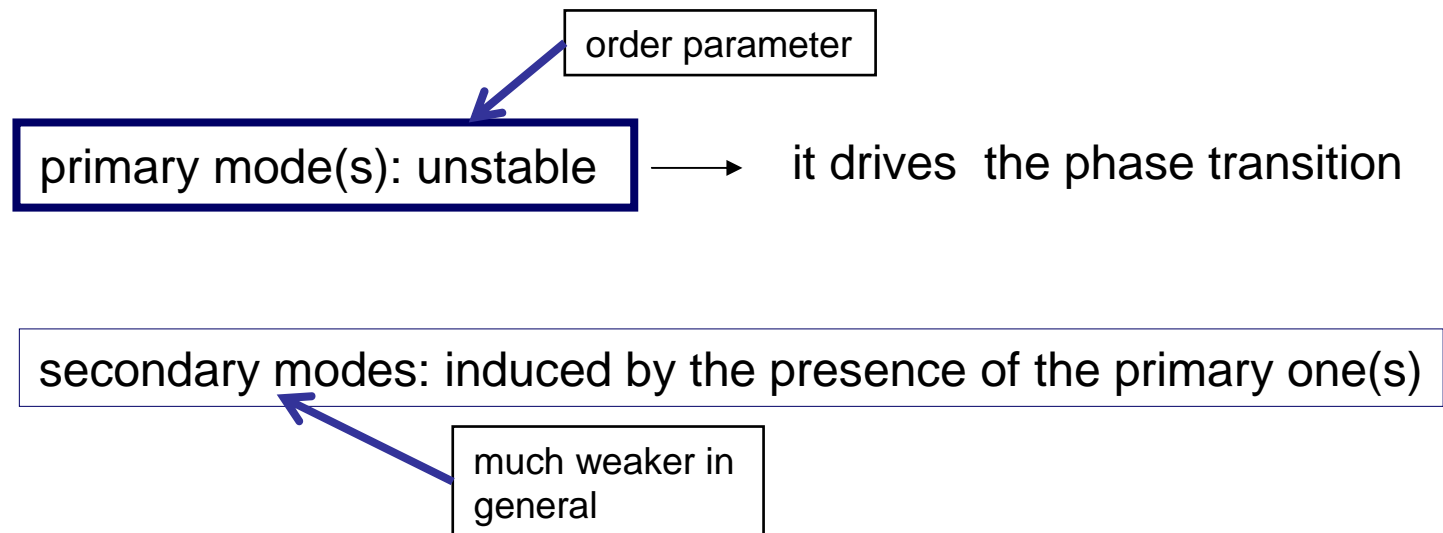 order parameter
primary mode(s): unstable
it drives the phase transition
secondary modes: induced by the presence of the primary one(s)
much weaker in
general